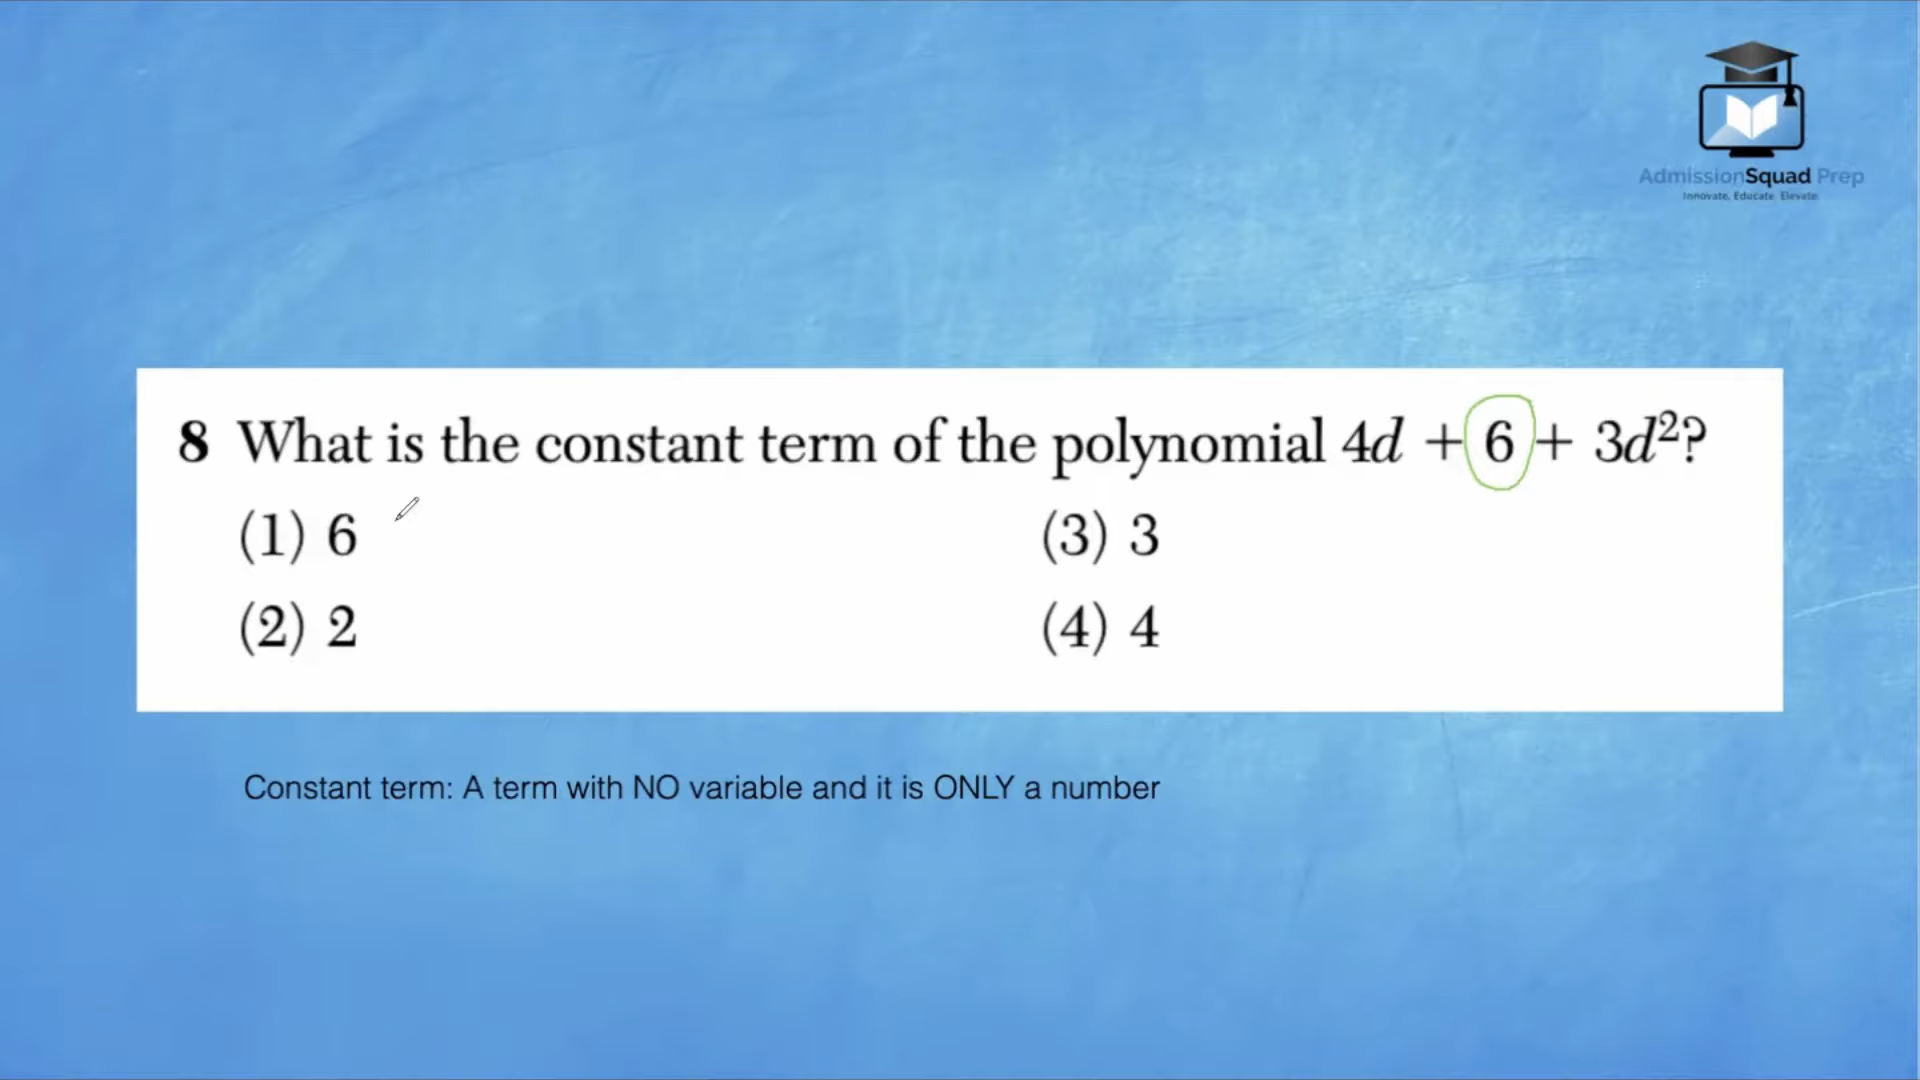 AdmissionSquad Prep
Innovate. Educate. Elevate.
8 What is the constant term of the polynomial 4d + 6 + 3d²?
(1) 6 (3) 3
(2) 2 (4) 4
Constant term: A term with NO variable and it is ONLY a number